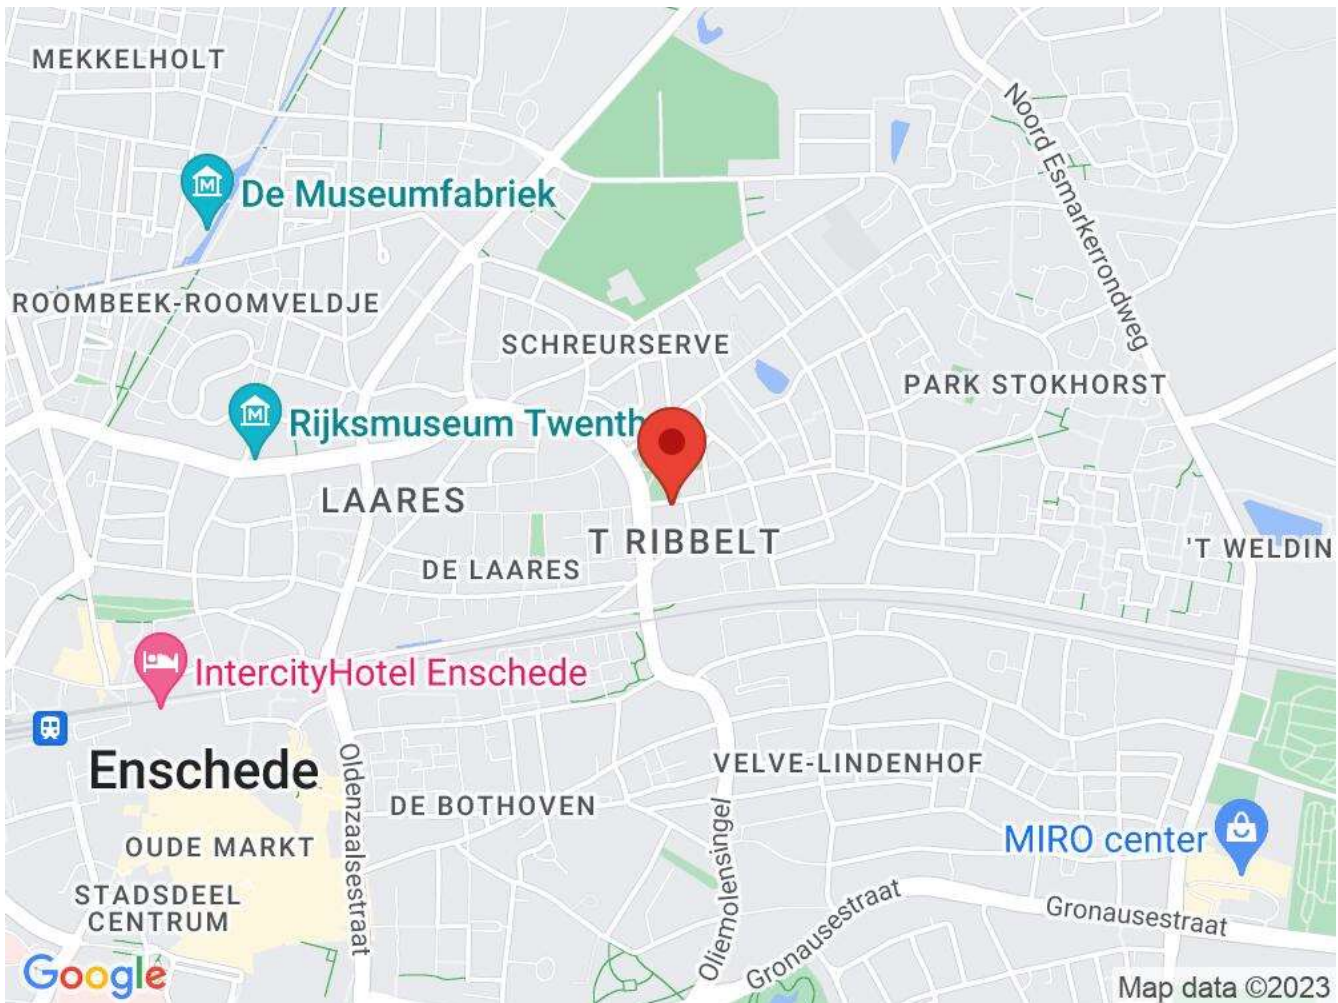 MEKKELHOLT
Noord Esmarkerrondweg
De Museumfabriek
ROOMBEEK-ROOMVELDJE
SCHREURSERVE
PARK STOKHORST
Rijksmuseum Twenth
LAARES
T RIBBELT
'T WELDIN
DE LAARES
IntercityHotel Enschede
Enschede
Oldenzaalsestraat
VELVE-LINDENHOF
DE BOTHOVEN
Oliemolensingel
MIRO center
OUDE MARKT
STADSDEEL
CENTRUM
Gronausestraat
Gronausestraat
Google
Map data ©2023